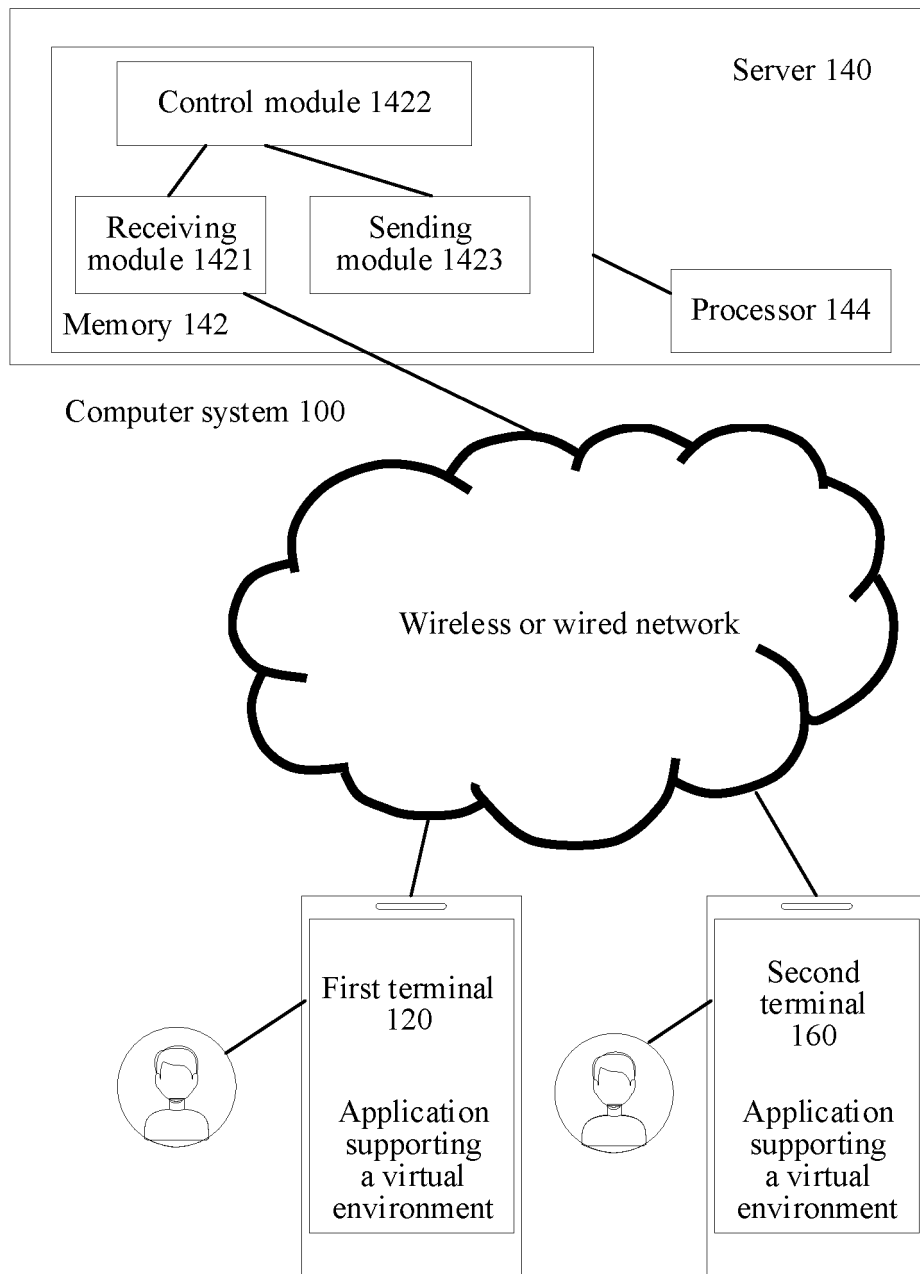 Server 140
Control module 1422
Receiving
module 1421
Sending
module 1423
Memory 142
Processor 144
Computer system 100
Wireless or wired network
First terminal
120
Application
supporting
a virtual
environment
Second
terminal
160
Application
supporting
a virtual
environment